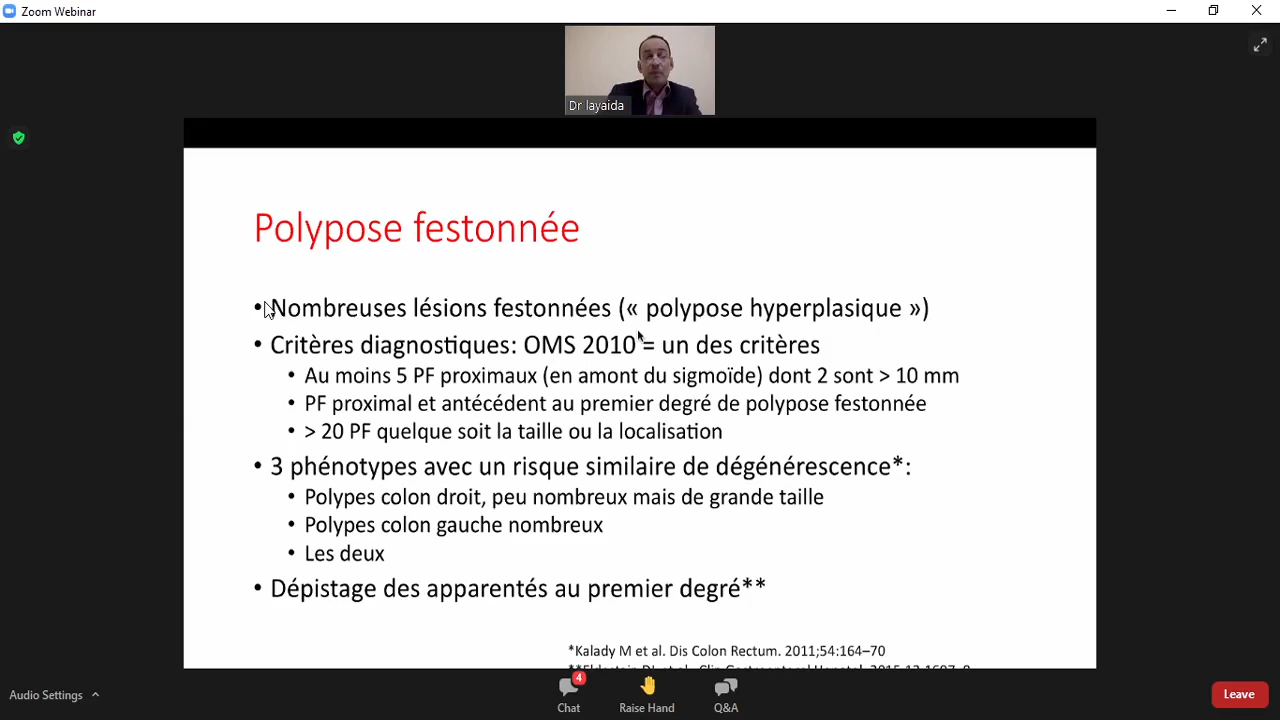 Zoom Webinar
Dr layaida
Polypose festonnée
• Nombreuses lésions festonnées (« polypose hyperplasique »)
• Critères diagnostiques: OMS 2010 = un des critères
• Au moins 5 PF proximaux (en amont du sigmoïde) dont 2 sont > 10 mm
• PF proximal et antécédent au premier degré de polypose festonnée
• > 20 PF quelque soit la taille ou la localisation
• 3 phénotypes avec un risque similaire de dégénérescence*:
• Polypes colon droit, peu nombreux mais de grande taille
• Polypes colon gauche nombreux
• Les deux
• Dépistage des apparentés au premier degré**
*Kalady M et al. Dis Colon Rectum. 2011;54:164–70
Audio Settings
4
Chat
Raise Hand
Q&A
Leave